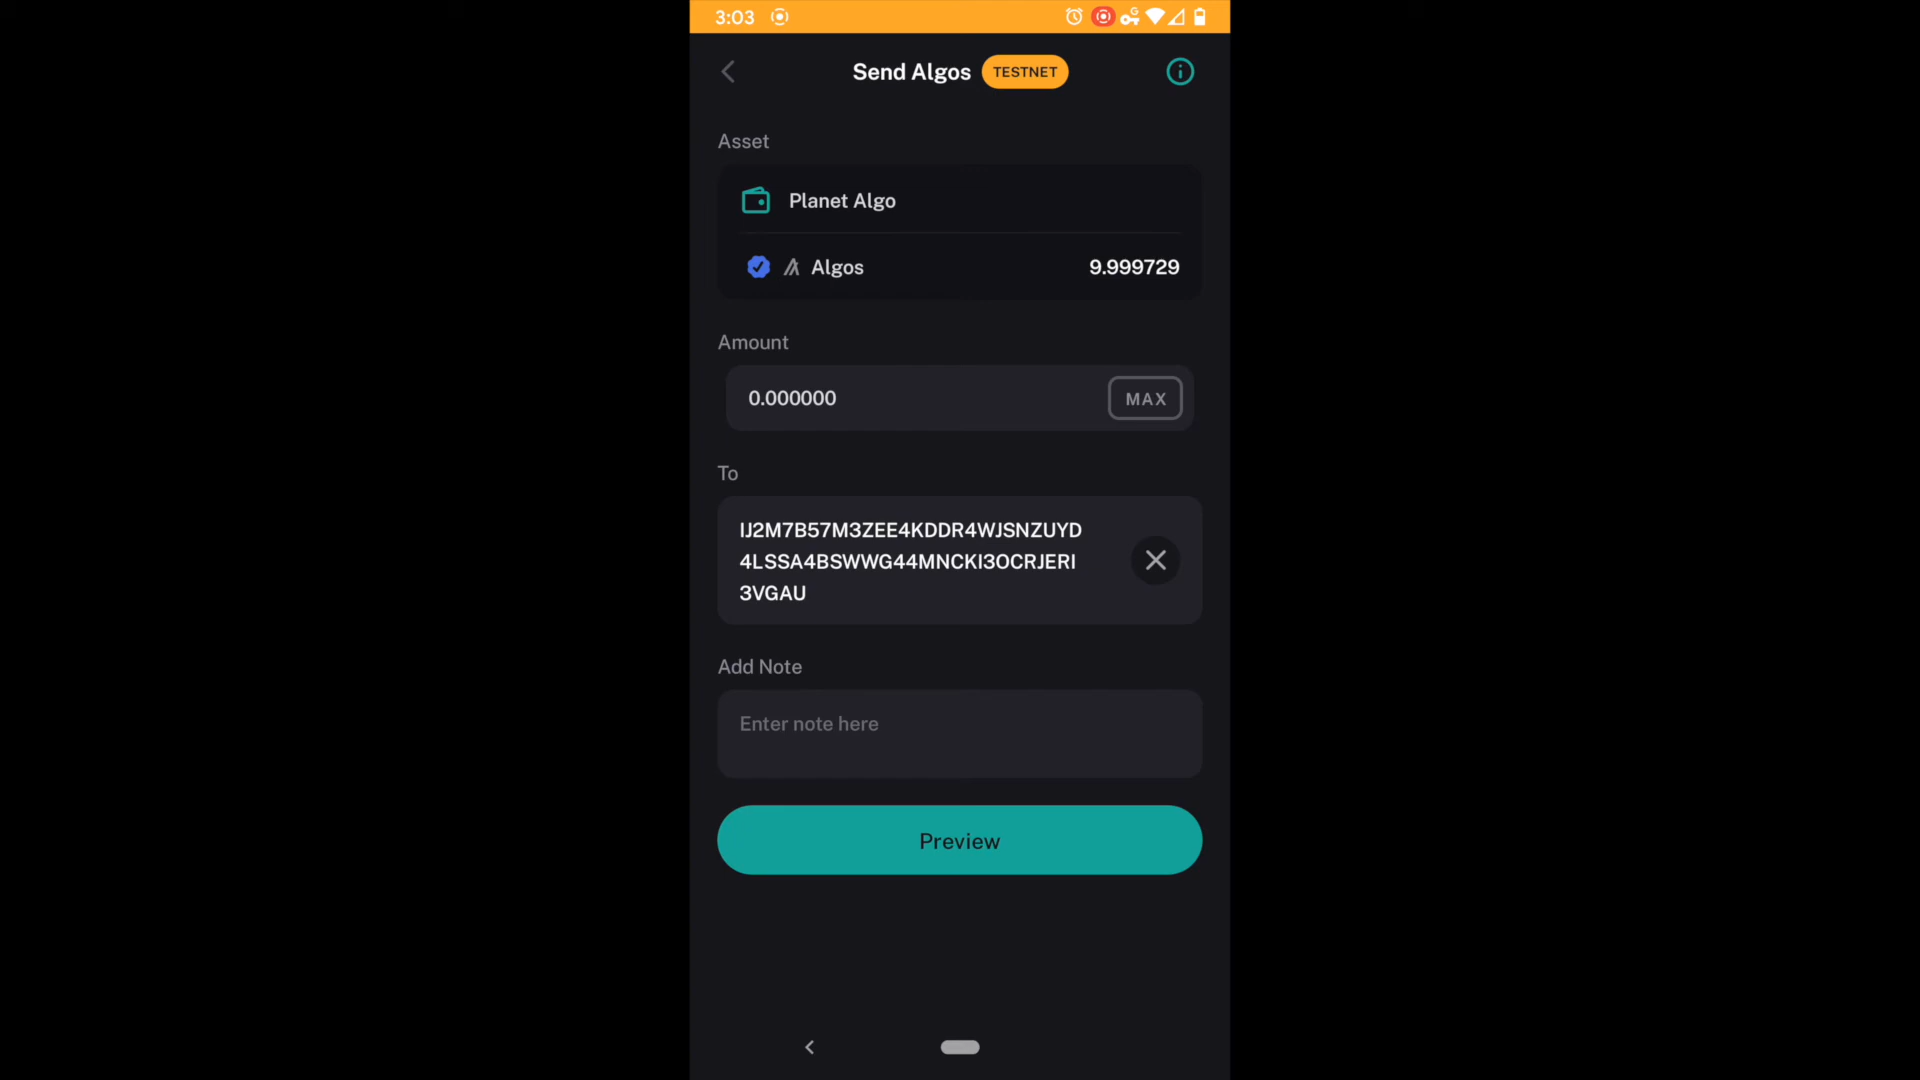 3:03
G
Send Algos TESTNET
Asset
Planet Algo
Algos 9.999729
Amount
0.000000 MAX
To
IJ2M7B57M3ZEE4KDDR4WJSNZUYD
4LSSA4BSWWG44MNCKI3OCRJERI
3VGAU
Add Note
Enter note here
Preview